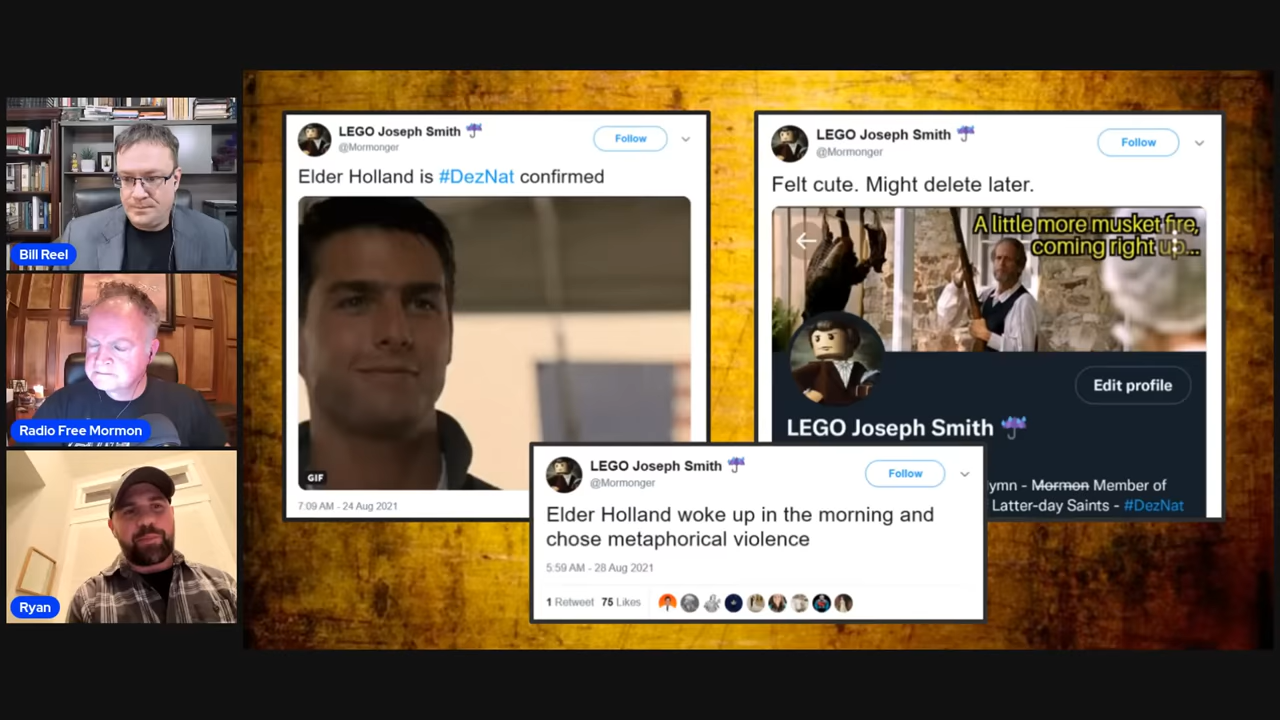 Bill Reel
Radio Free Mormon
Ryan
LEGO Joseph Smith
@Mormonger
Follow
Elder Holland is #DezNat confirmed
GIF
7:09 AM - 24 Aug 2021
LEGO Joseph Smith
@Mormonger
Follow
Felt cute. Might delete later.
A little more musket fire,
coming right up...
Edit profile
LEGO Joseph Smith
lymn - Mormon Member of
Latter-day Saints - #DezNat
LEGO Joseph Smith
@Mormonger
Follow
Elder Holland woke up in the morning and
chose metaphorical violence
5:59 AM - 28 Aug 2021
1 Retweet 75 Likes